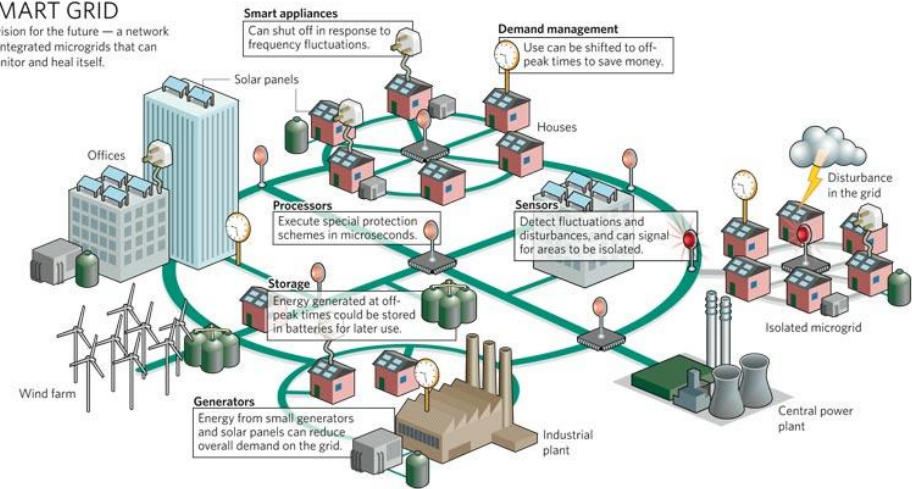 MART GRID
ision for the future — a network
ntegrated microgrids that can
nitor and heal itself.
Smart appliances
Can shut off in response to
frequency fluctuations.
Demand management
Use can be shifted to off-
peak times to save money.
Solar panels
Houses
Offices
Disturbance
in the grid
Processors
Execute special protection
schemes in microseconds.
Sensors
Detect fluctuations and
disturbances, and can signal
for areas to be isolated.
Storage
Energy generated at off-
peak times could be stored
in batteries for later use.
Isolated microgrid
Wind farm
Generators
Energy from small generators
and solar panels can reduce
overall demand on the grid.
Industrial
plant
Central power
plant